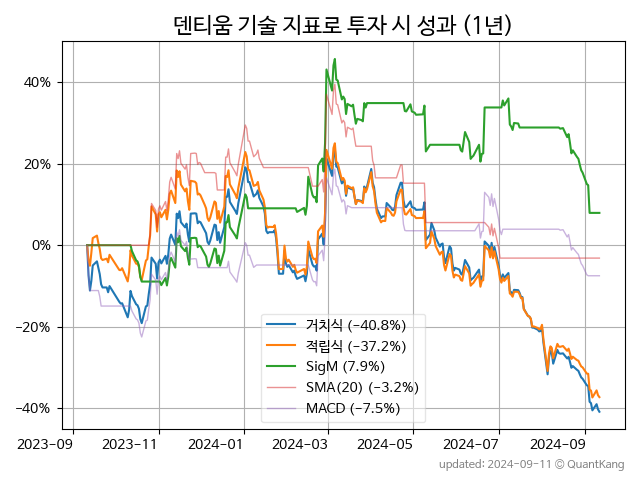 덴티움 기술 지표로 투자 시 성과 (1년)
40%
20%
0%
−20%
−40%
거치식 (−40.8%)
적립식 (−37.2%)
SigM (7.9%)
SMA(20) (−3.2%)
MACD (−7.5%)
2023-09 2023-11 2024-01 2024-03 2024-05 2024-07 2024-09
updated: 2024-09-11 © QuantKang